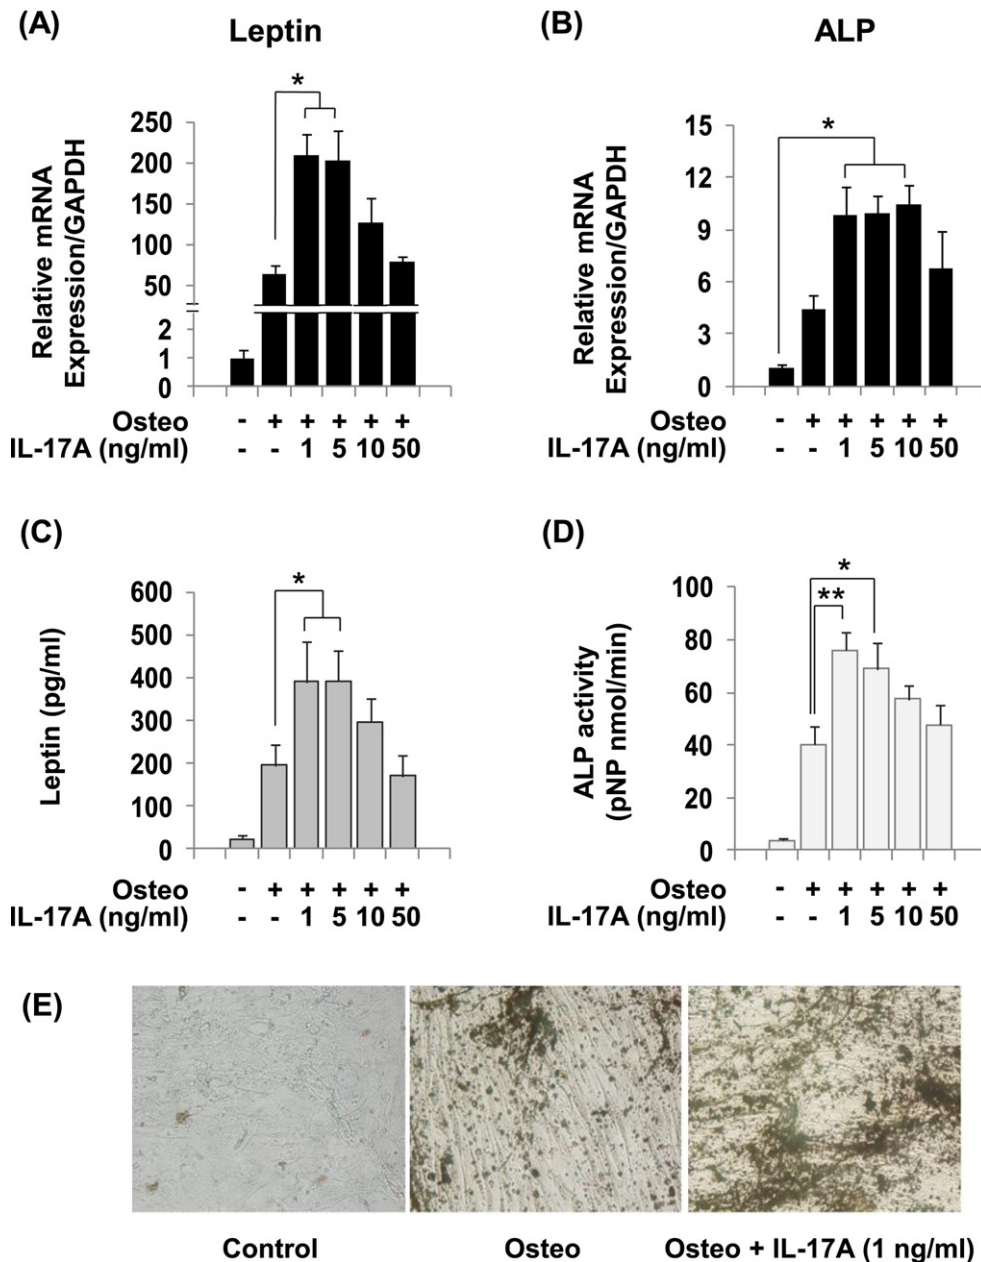 (A)
Leptin
*
Relative mRNA
Expression/GAPDH
250
200
150
100
50
2
1
0
Osteo - + + + + +
IL-17A (ng/ml) - - 1 5 10 50
(B)
ALP
*
Relative mRNA
Expression/GAPDH
15
12
9
6
3
0
Osteo - + + + + +
IL-17A (ng/ml) - - 1 5 10 50
(C)
*
Leptin (pg/ml)
600
500
400
300
200
100
0
Osteo - + + + + +
IL-17A (ng/ml) - - 1 5 10 50
(D)
*
**
ALP activity
(pNP nmol/min)
100
80
60
40
20
0
Osteo - + + + + +
IL-17A (ng/ml) - - 1 5 10 50
(E)
Control
Osteo
Osteo + IL-17A (1 ng/ml)